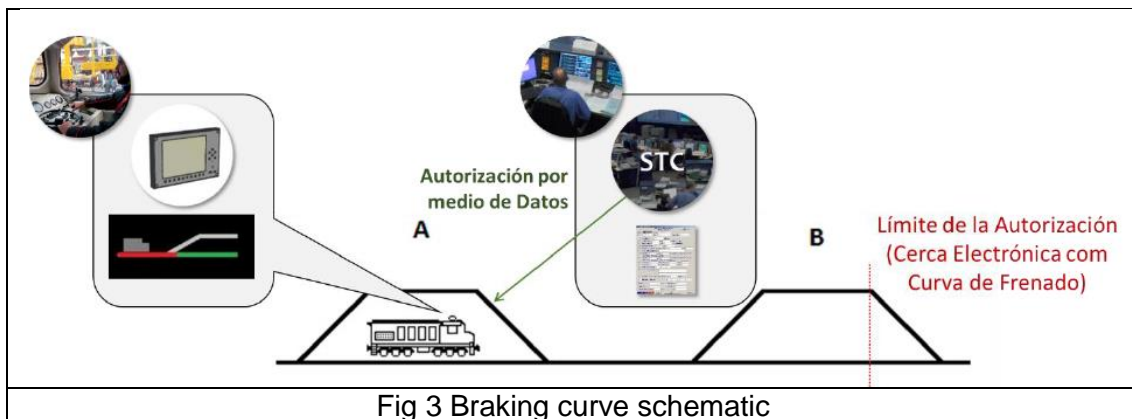 STC
Autorización por
medio de Datos
A
B
Límite de la Autorización
(Cerca Electrónica com
Curva de Frenado)
Fig 3 Braking curve schematic